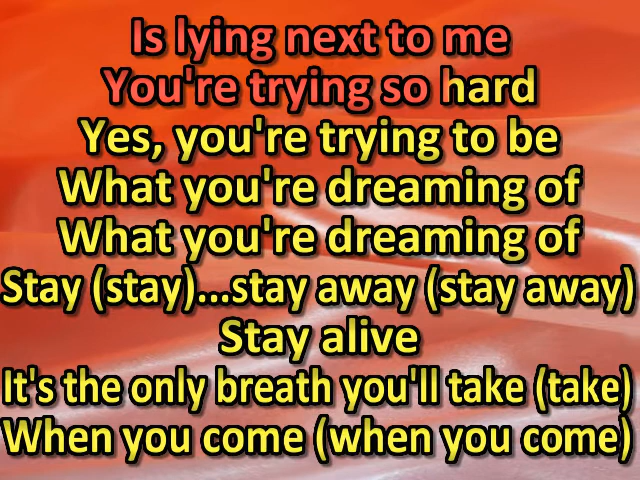 Is lying next to me
You're trying so hard
Yes, you're trying to be
What you're dreaming of
What you're dreaming of
Stay (stay)...stay away (stay away)
Stay alive
It's the only breath you'll take (take)
When you come (when you come)